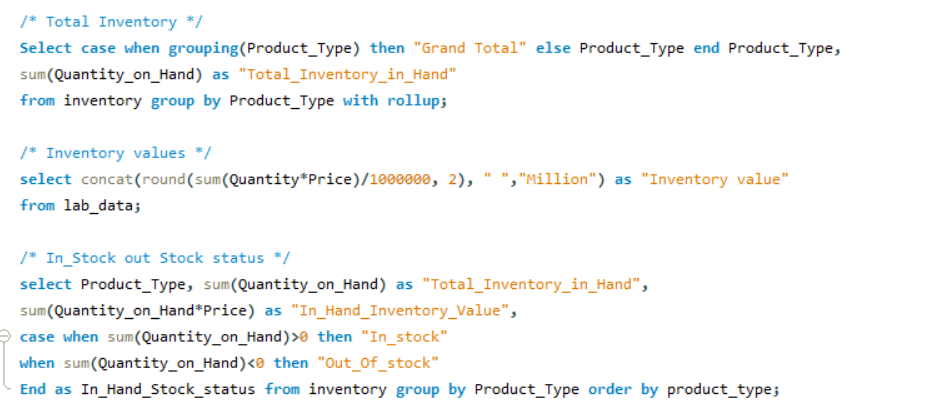 /* Total Inventory */
Select case when grouping(Product_Type) then "Grand Total" else Product_Type end Product_Type,
sum(Quantity_on_Hand) as "Total_Inventory_in_Hand"
from inventory group by Product_Type with rollup;
/* Inventory values */
select concat(round(sum(Quantity*Price)/1000000, 2), " ","Million") as "Inventory value"
from lab_data;
/* In_Stock out Stock status */
select Product_Type, sum(Quantity_on_Hand) as "Total_Inventory_in_Hand",
sum(Quantity_on_Hand*Price) as "In_Hand_Inventory_Value",
case when sum(Quantity_on_Hand)>0 then "In_stock"
when sum(Quantity_on_Hand)<0 then "Out_Of_stock"
End as In_Hand_Stock_status from inventory group by Product_Type order by product_type;